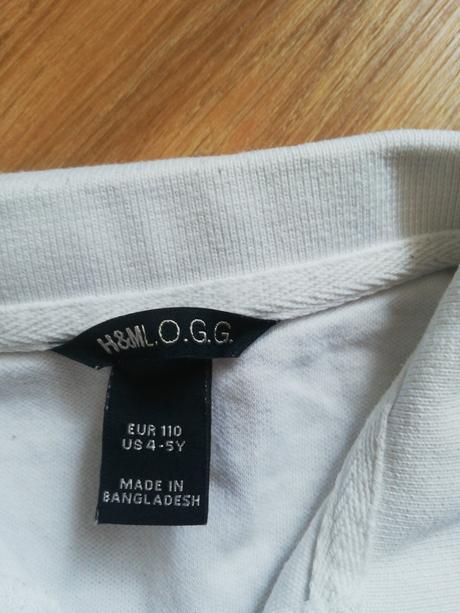 H&M L.O.G.G.
EUR 110
US 4-5Y
MADE IN
BANGLADESH